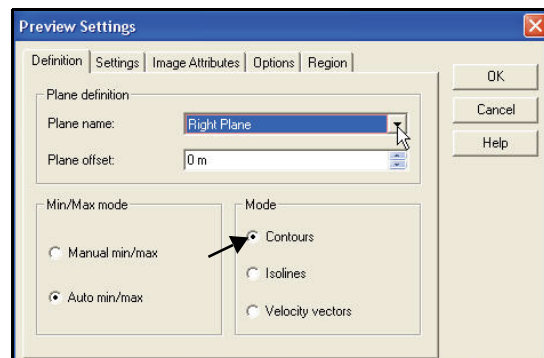 Preview Settings
Definition Settings Image Attributes Options Region
OK
Cancel
Help
Plane definition
Plane name: Right Plane
Plane offset: 0 m
Min/Max mode
Manual min/max
Auto min/max
Mode
Contours
Isolines
Velocity vectors